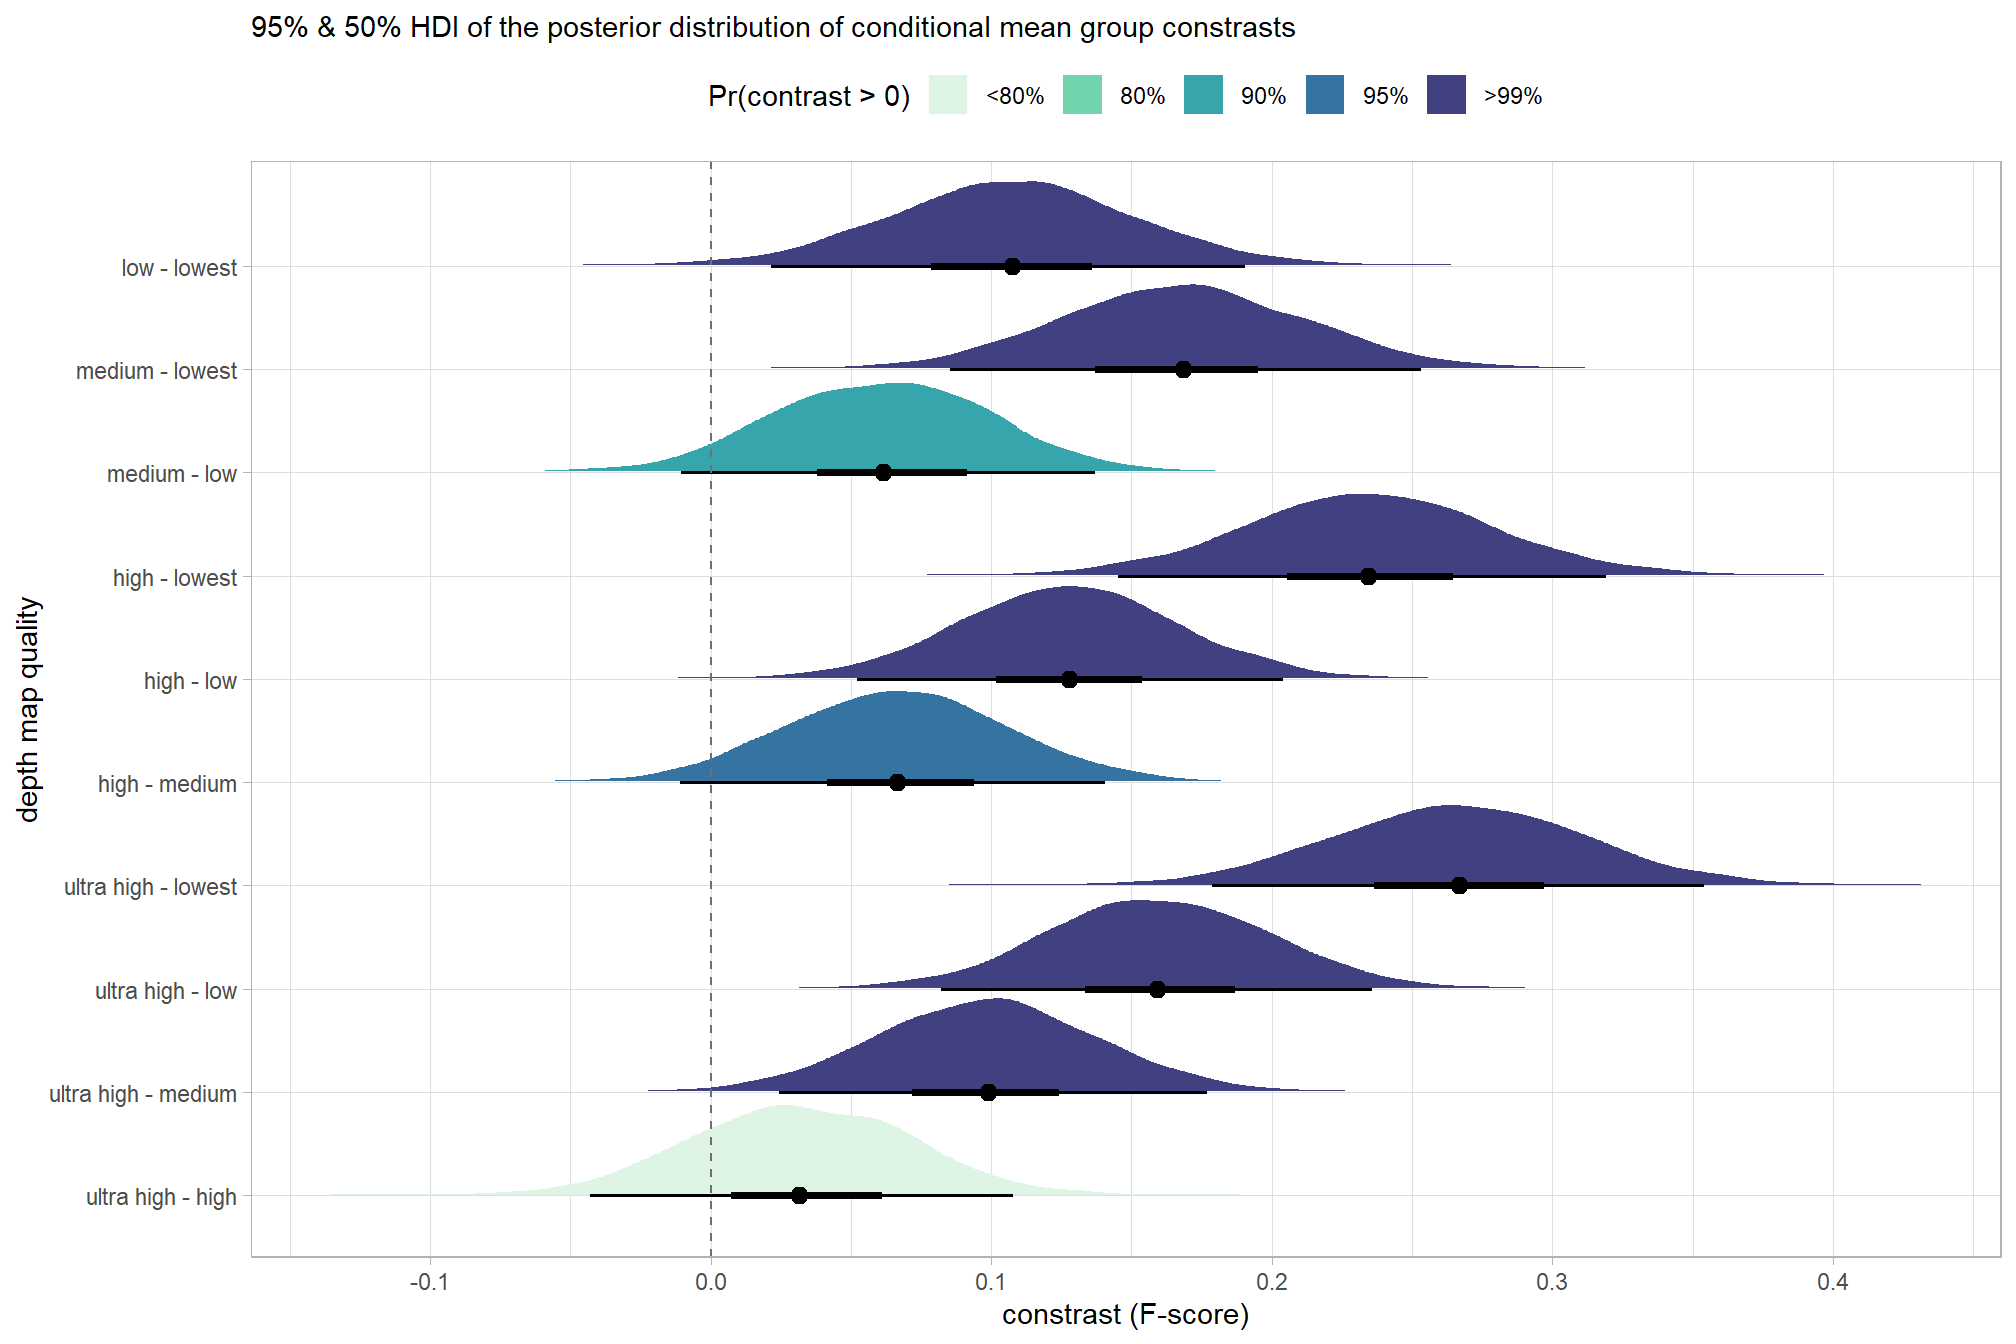 95% & 50% HDI of the posterior distribution of conditional mean group constrasts
Pr(contrast > 0) <80% 80% 90% 95% >99%
depth map quality
low - lowest
medium - lowest
medium - low
high - lowest
high - low
high - medium
ultra high - lowest
ultra high - low
ultra high - medium
ultra high - high
-0.1 0.0 0.1 0.2 0.3 0.4
constrast (F-score)